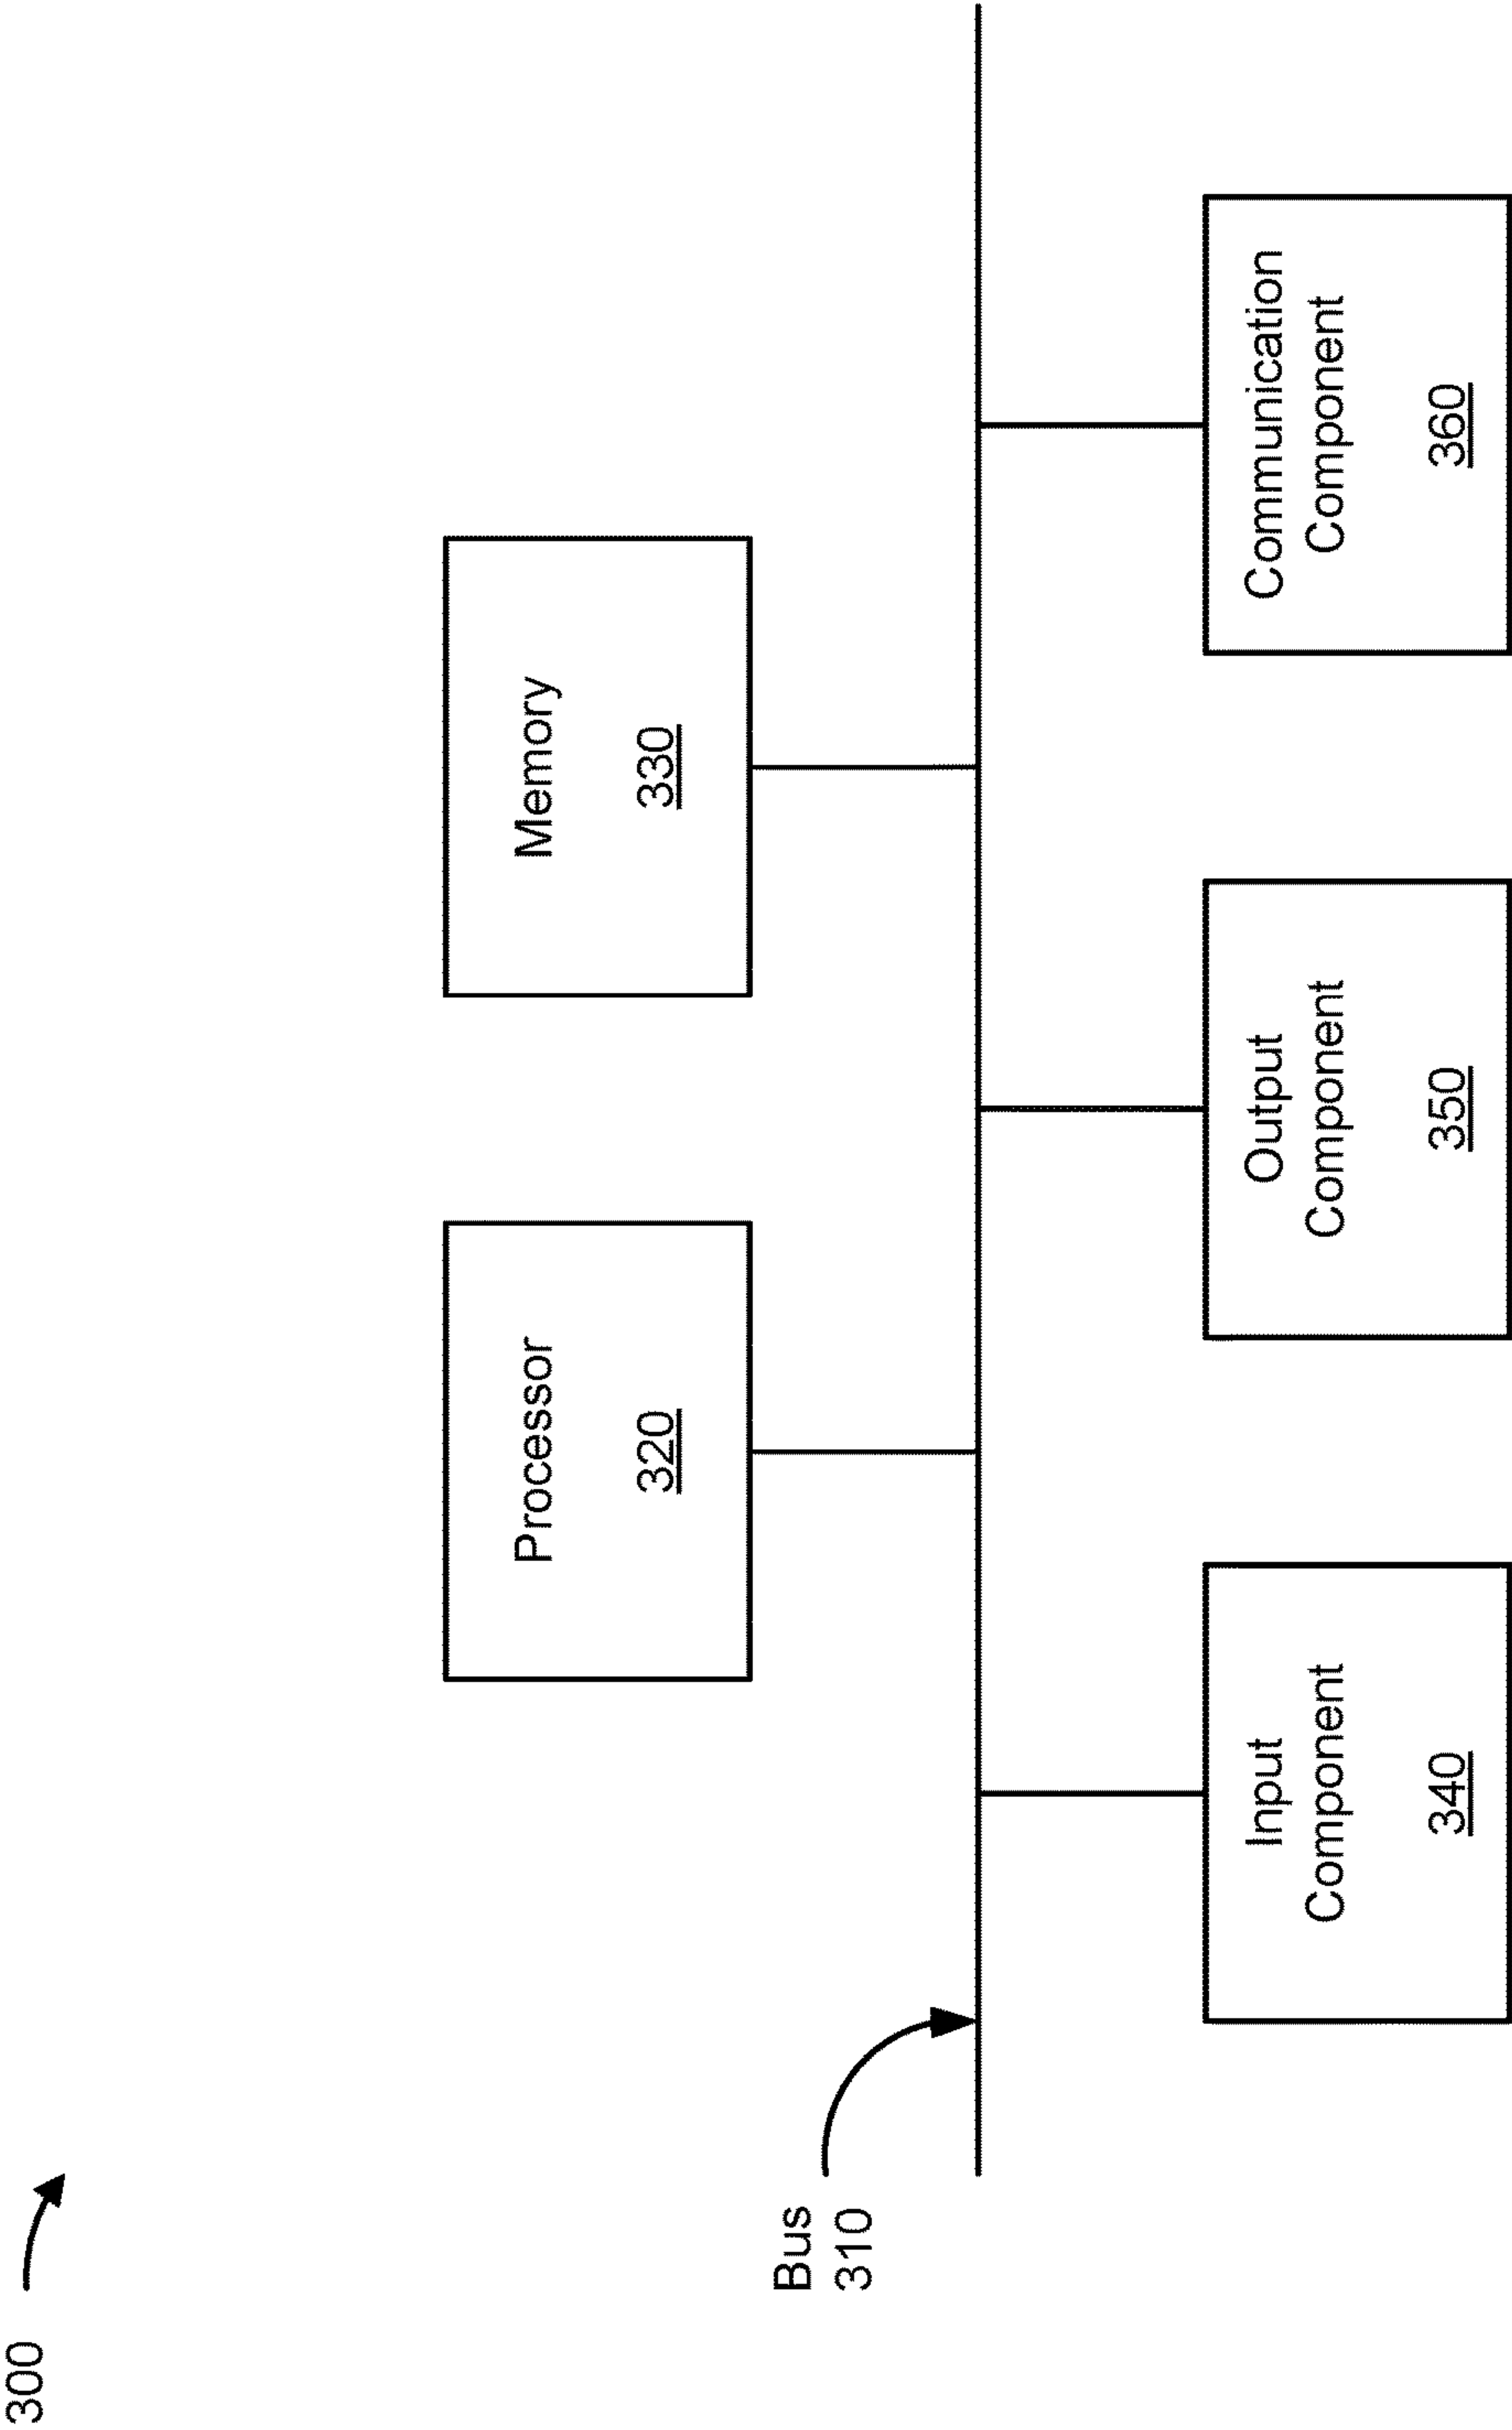 300
Processor
320
Memory
330
Bus
310
Input
Component
340
Output
Component
350
Communication
Component
360